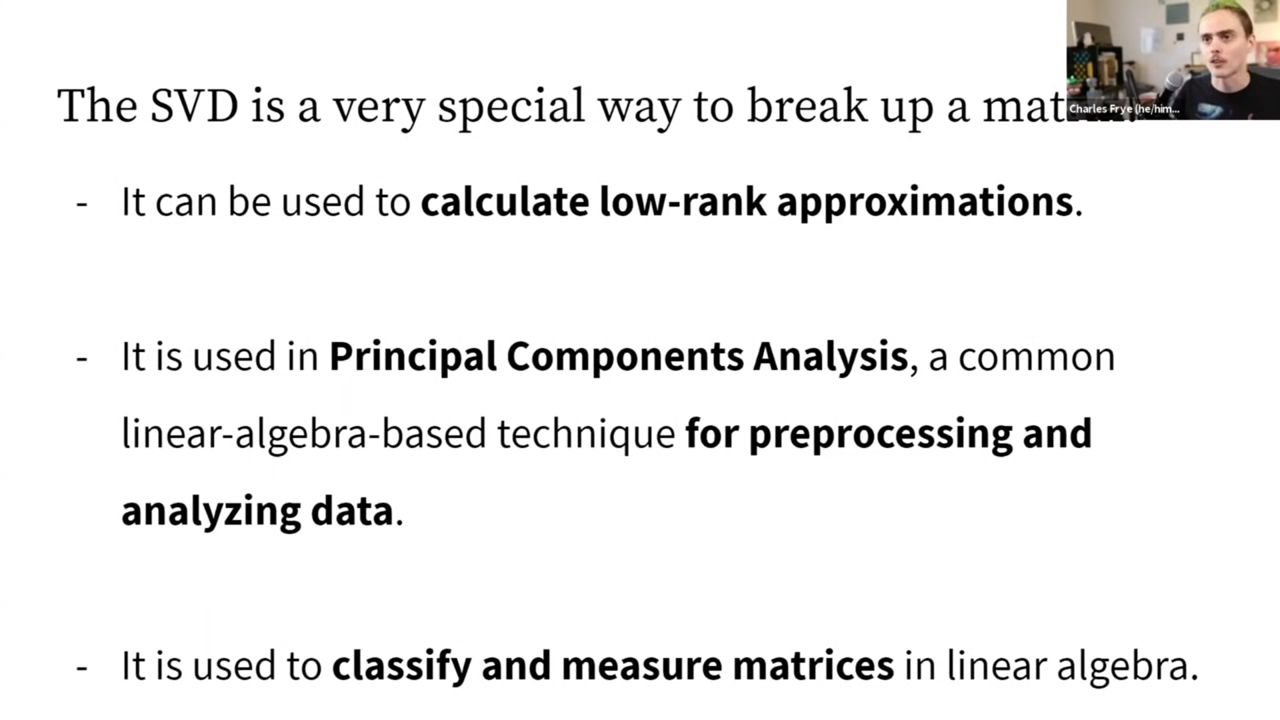 The SVD is a very special way to break up a
Charles Frye (he/him...
- It can be used to calculate low-rank approximations.
- It is used in Principal Components Analysis, a common
linear-algebra-based technique for preprocessing and
analyzing data.
- It is used to classify and measure matrices in linear algebra.